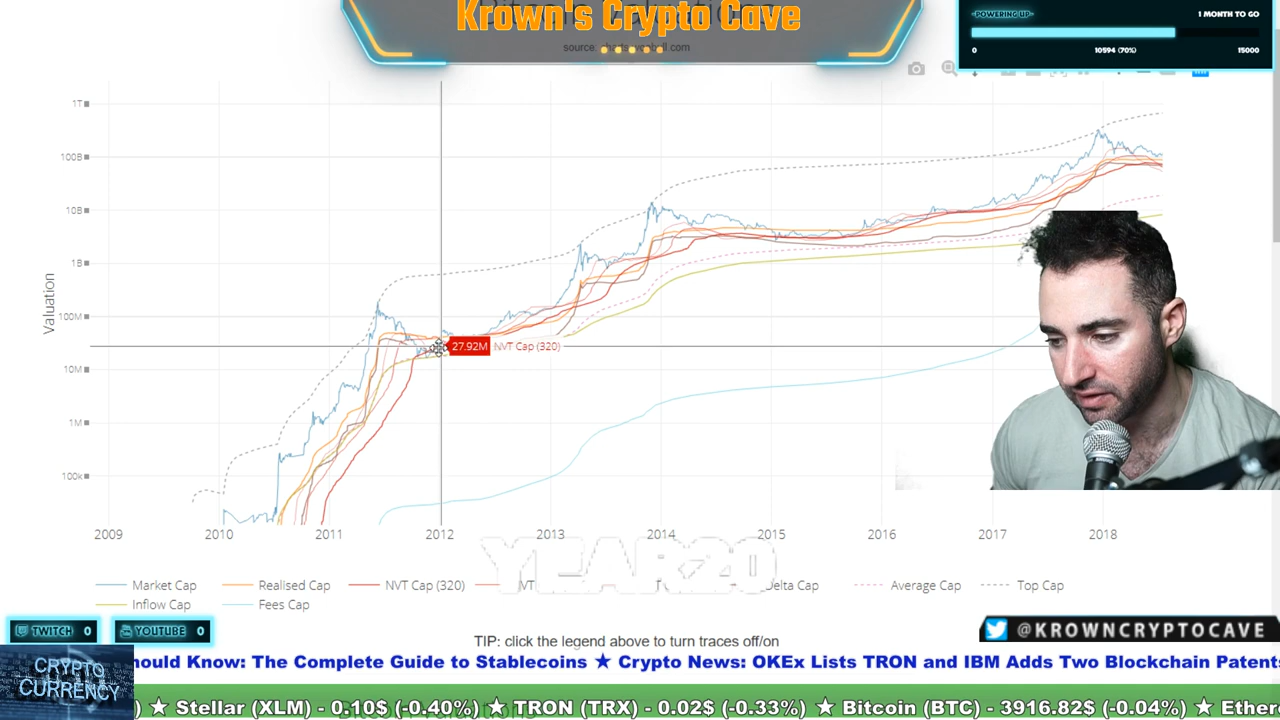 Krown's Crypto Cave
-POWERING UP-
1 MONTH TO GO
0
10594 (70%)
15000
source:
1T
100B
10B
1B
100M
10M
1M
100k
Valuation
27.92M
NVT Cap (320)
2009
2010
2011
2012
2013
2014
2015
2016
2017
2018
YEAR20
Market Cap
Realised Cap
NVT Cap (320)
Delta Cap
Average Cap
Top Cap
Inflow Cap
Fees Cap
TWITCH 0
YOUTUBE 0
TIP: click the legend above to turn traces off/on
@KROWNCRYPTOCAVE
CRYPTO
CURRENCY
hould Know: The Complete Guide to Stablecoins ★ Crypto News: OKEx Lists TRON and IBM Adds Two Blockchain Patents
) ★ Stellar (XLM) - 0.10$ (-0.40%) ★ TRON (TRX) - 0.02$ (-0.33%) ★ Bitcoin (BTC) - 3916.82$ (-0.04%) ★ Ether